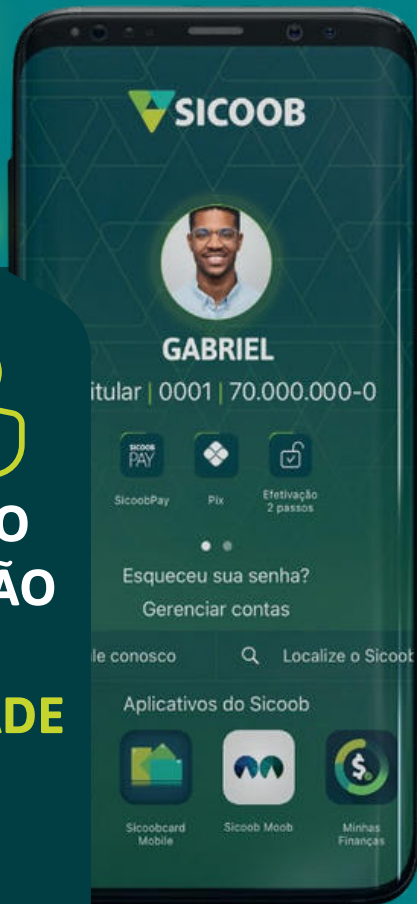 SICOOB
GABRIEL
itular | 0001 | 70.000.000-0
SICOOB
PAY
SicoobPay
Pix
Efetivação
2 passos
O
ÃO
ADE
Esqueceu sua senha?
Gerenciar contas
le conosco
Localize o Sicoob
Aplicativos do Sicoob
Sicoobcard
Mobile
Sicoob Moob
Minhas
Finanças